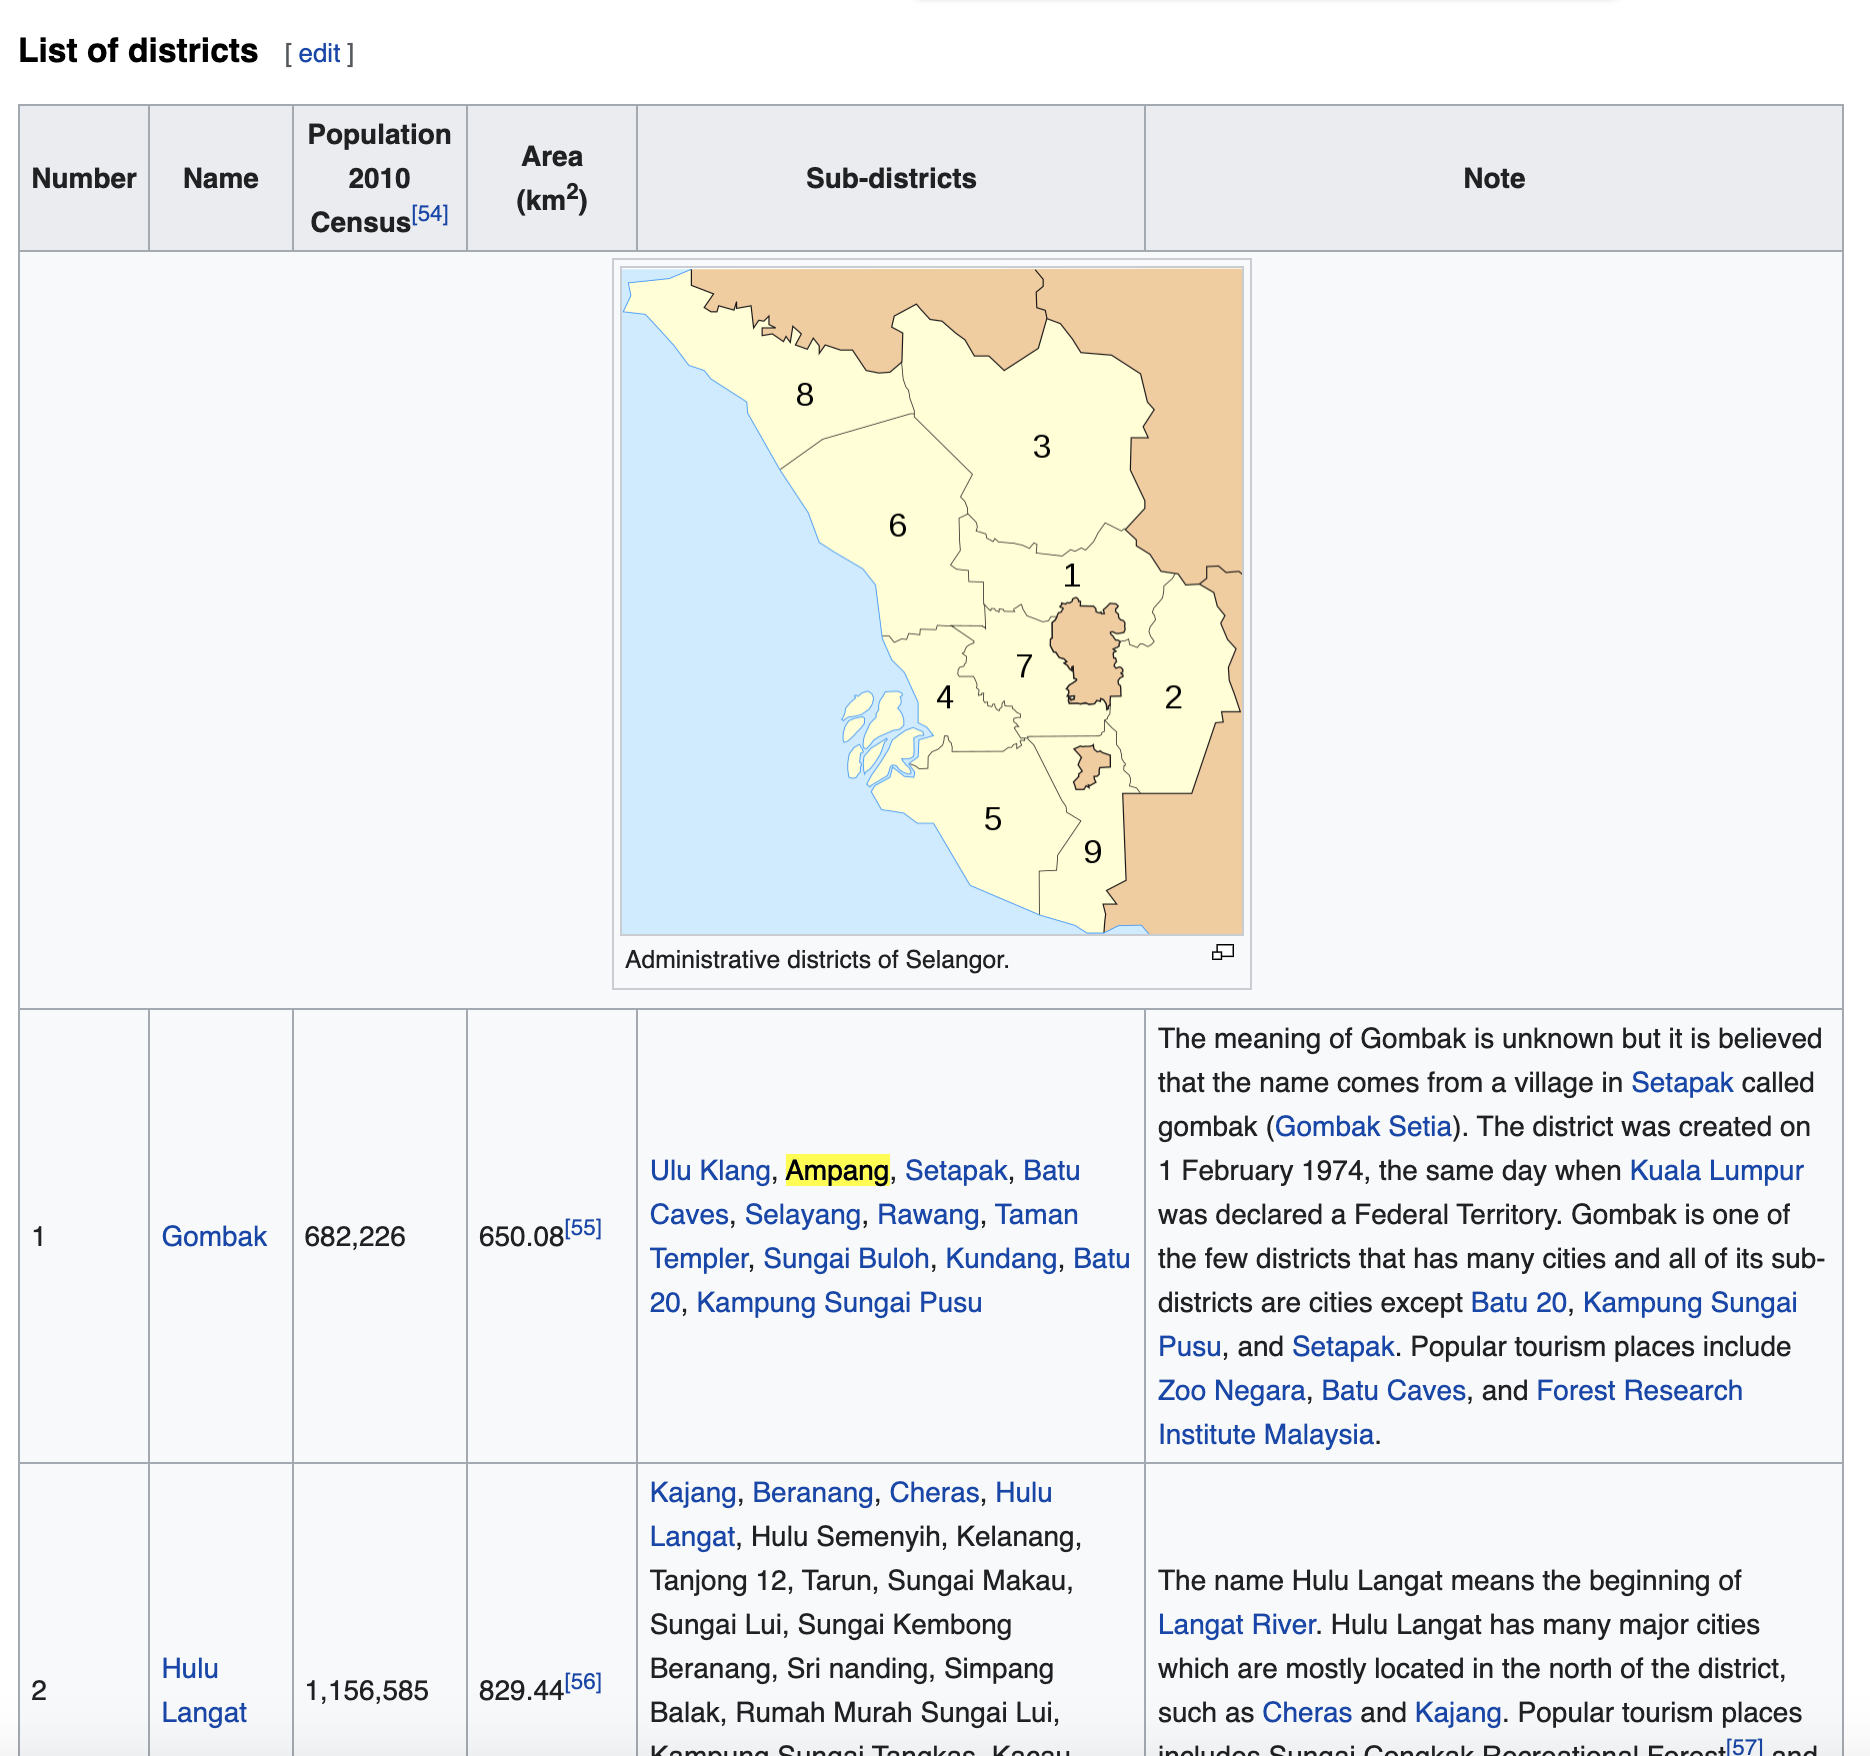 List of districts [ edit ]
Number
Name
Population
2010
Census[54]
Area
(km2)
Sub-districts
Note
8
3
6
1
7
4
2
5
9
Administrative districts of Selangor.
1
Gombak
682,226
650.08[55]
Ulu Klang, Ampang, Setapak, Batu
Caves, Selayang, Rawang, Taman
Templer, Sungai Buloh, Kundang, Batu
20, Kampung Sungai Pusu
The meaning of Gombak is unknown but it is believed
that the name comes from a village in Setapak called
gombak (Gombak Setia). The district was created on
1 February 1974, the same day when Kuala Lumpur
was declared a Federal Territory. Gombak is one of
the few districts that has many cities and all of its sub-
districts are cities except Batu 20, Kampung Sungai
Pusu, and Setapak. Popular tourism places include
Zoo Negara, Batu Caves, and Forest Research
Institute Malaysia.
2
Hulu
Langat
1,156,585
829.44[56]
Kajang, Beranang, Cheras, Hulu
Langat, Hulu Semenyih, Kelanang,
Tanjong 12, Tarun, Sungai Makau,
Sungai Lui, Sungai Kembong
Beranang, Sri nanding, Simpang
Balak, Rumah Murah Sungai Lui,
Kampung Sungai Tangkas, Kacau
The name Hulu Langat means the beginning of
Langat River. Hulu Langat has many major cities
which are mostly located in the north of the district,
such as Cheras and Kajang. Popular tourism places
includes Sungai Congkak Recreational Forest[57] and